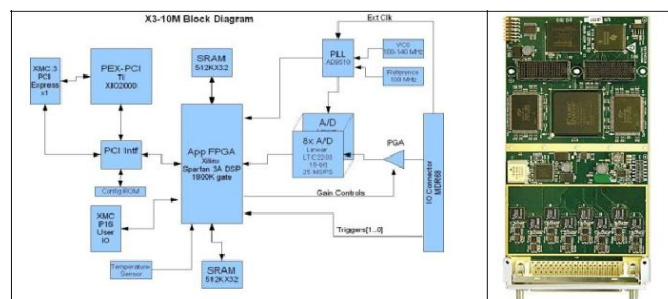 X3-10M Block Diagram
Ext Clk
SRAM
512KX32
PLL
AD9510
VCO
100-140 MHz
Reference
100 MHz
XMC.3
PCI
Express
x1
PEX-PCI
TI
XIO2000
A/D
8x A/D
Linear
16-bit
25 MSPS
PGA
IO Connector
MDR68
PCI Intf
App FPGA
Xilinx
Spartan 3A DSP
1800K gate
Config ROM
Gain Controls
XMC
P16
User
IO
Triggers[1..0]
Temperature
Sensor
SRAM
512KX32